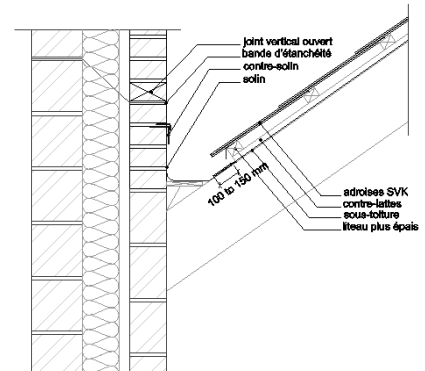 joint vertical ouvert
bande d'étanchéité
contre-solin
solin
100 to 150 mm
adroises SVK
contre-lattes
sous-toiture
liteau plus épais